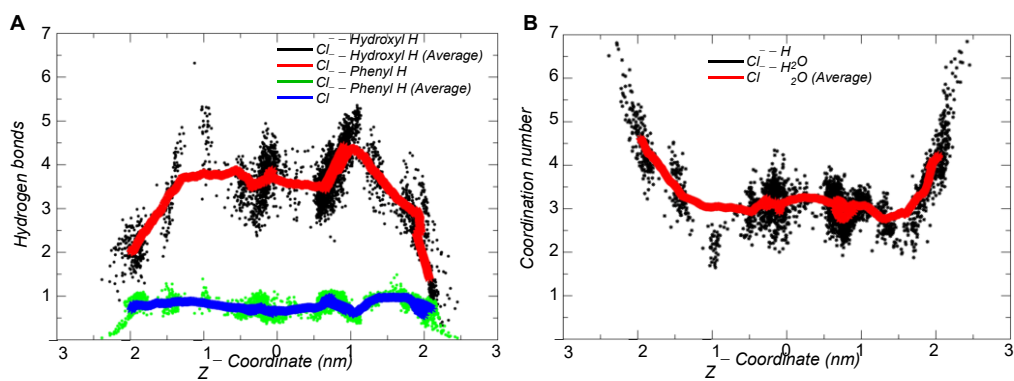 A
Hydrogen bonds
7
6
5
4
3
2
1
Cl⁻ – Hydroxyl H
Cl⁻ – Hydroxyl H (Average)
Cl⁻ – Phenyl H
Cl⁻ – Phenyl H (Average)
3 2 1 0 1 2 3
Z – Coordinate (nm)
B
Coordination number
7
6
5
4
3
2
1
Cl⁻ – H₂O
Cl⁻ – H₂O (Average)
3 2 1 0 1 2 3
Z – Coordinate (nm)